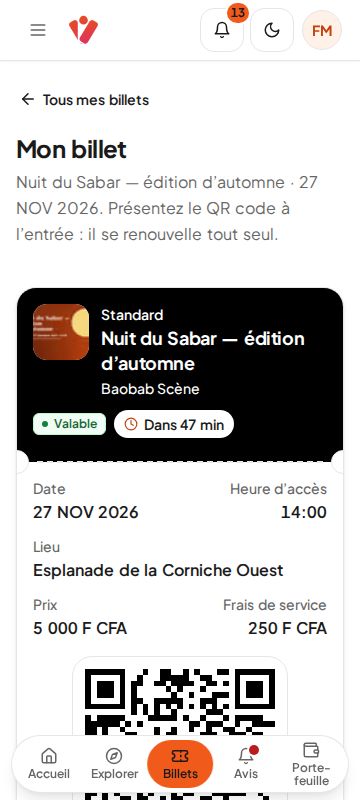 13
FM
Tous mes billets
Mon billet
Nuit du Sabar — édition d’automne · 27
NOV 2026. Présentez le QR code à
l’entrée : il se renouvelle tout seul.
Standard
Nuit du Sabar — édition
d’automne
Baobab Scène
Valable
Dans 47 min
Date
Heure d’accès
27 NOV 2026
14:00
Lieu
Esplanade de la Corniche Ouest
Prix
Frais de service
5 000 F CFA
250 F CFA
Accueil
Explorer
Billets
Avis
Porte-
feuille